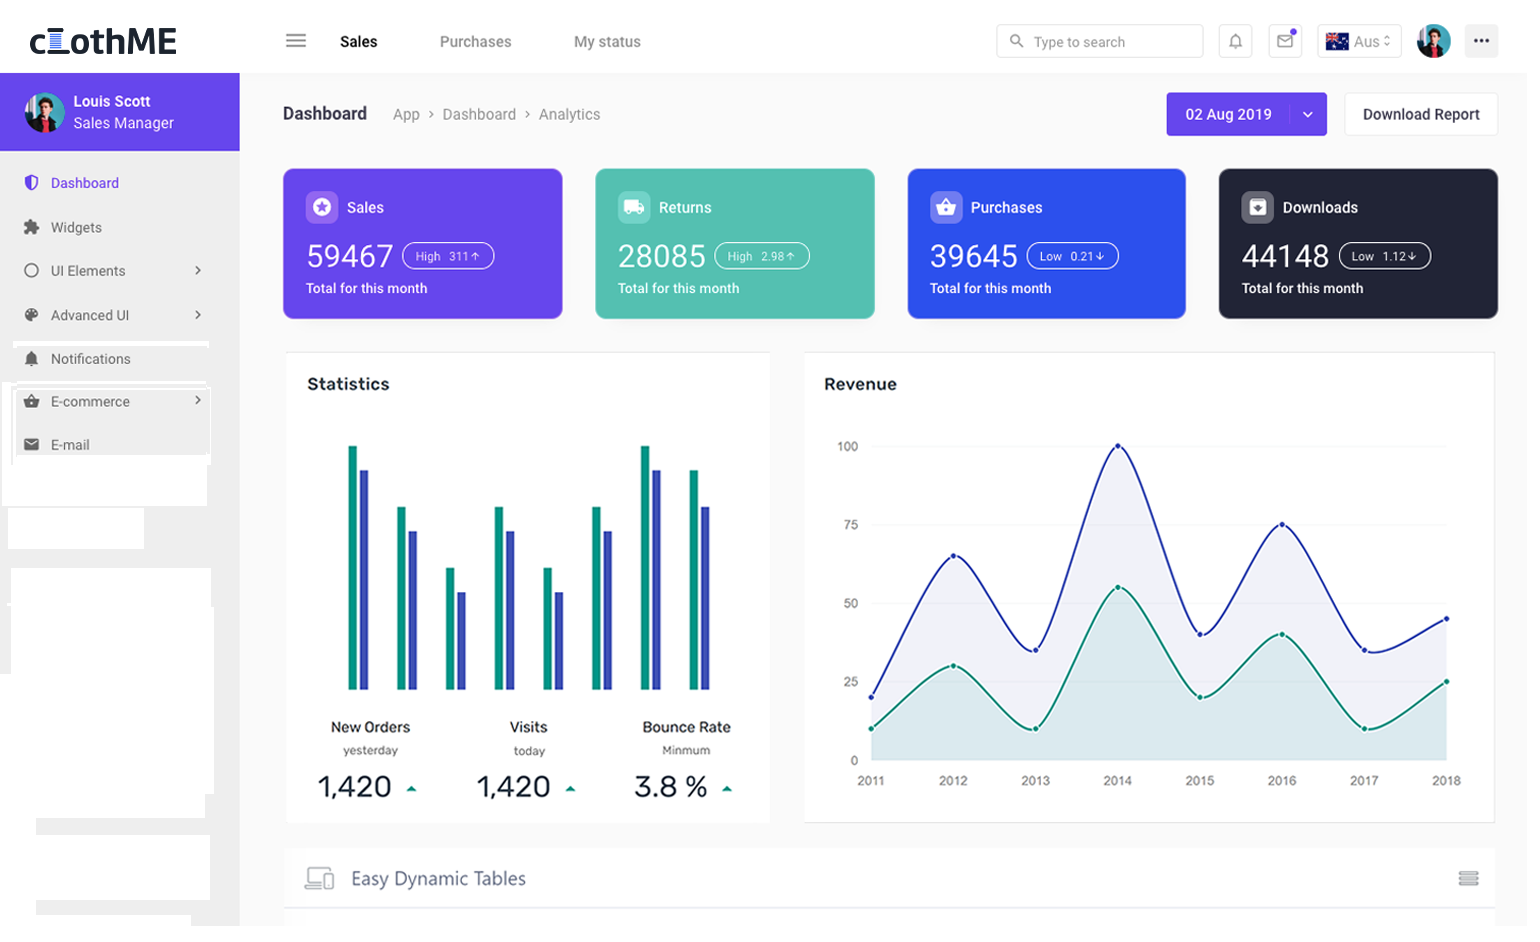 clothME
Sales
Purchases
My status
Type to search
Aus
Louis Scott
Sales Manager
Dashboard
Widgets
UI Elements
Advanced UI
Notifications
E-commerce
E-mail
Dashboard
App > Dashboard > Analytics
02 Aug 2019
Download Report
Sales
59467 High 311↑
Total for this month
Returns
28085 High 2.98↑
Total for this month
Purchases
39645 Low 0.21↓
Total for this month
Downloads
44148 Low 1.12↓
Total for this month
Statistics
New Orders
yesterday
1,420
Visits
today
1,420
Bounce Rate
Minmum
3.8 %
Revenue
100
75
50
25
0
2011 2012 2013 2014 2015 2016 2017 2018
Easy Dynamic Tables